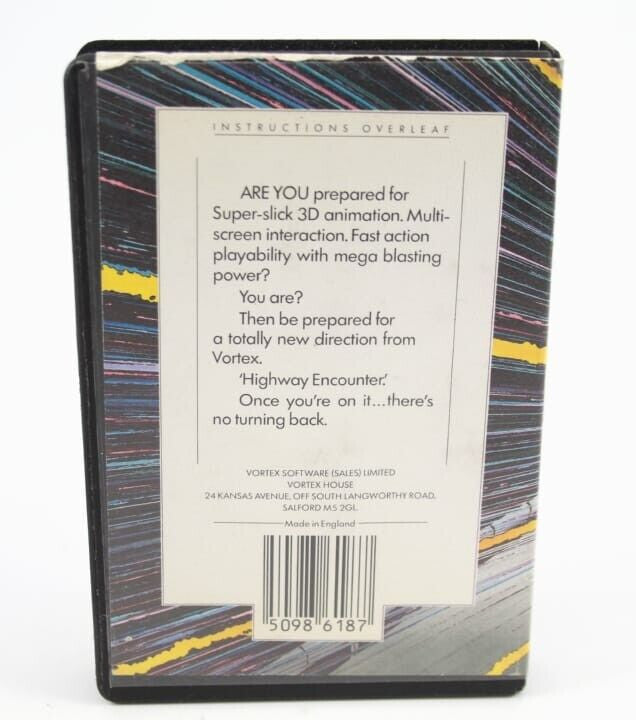 INSTRUCTIONS OVERLEAF
ARE YOU prepared for
Super-slick 3D animation. Multi-
screen interaction. Fast action
playability with mega blasting
power?
You are?
Then be prepared for
a totally new direction from
Vortex.
‘Highway Encounter.’
Once you're on it...there's
no turning back.
VORTEX SOFTWARE (SALES) LIMITED
VORTEX HOUSE
24 KANSAS AVENUE, OFF SOUTH LANGWORTHY ROAD,
SALFORD M5 2GL.
Made in England
5098 6187